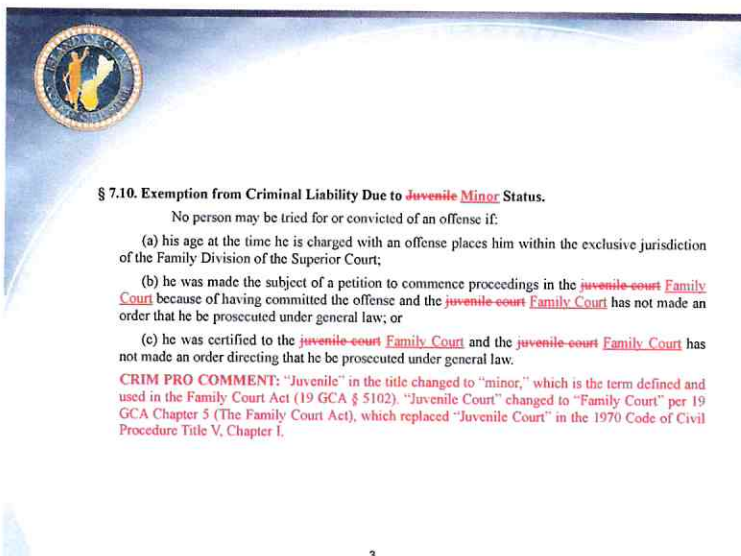 § 7.10. Exemption from Criminal Liability Due to Juvenile Minor Status.
No person may be tried for or convicted of an offense if:
(a) his age at the time he is charged with an offense places him within the exclusive jurisdiction
of the Family Division of the Superior Court;
(b) he was made the subject of a petition to commence proceedings in the juvenile court Family
Court because of having committed the offense and the juvenile court Family Court has not made an
order that he be prosecuted under general law; or
(c) he was certified to the juvenile court Family Court and the juvenile court Family Court has
not made an order directing that he be prosecuted under general law.
CRIM PRO COMMENT: “Juvenile” in the title changed to “minor,” which is the term defined and
used in the Family Court Act (19 GCA § 5102). “Juvenile Court” changed to “Family Court” per 19
GCA Chapter 5 (The Family Court Act), which replaced “Juvenile Court” in the 1970 Code of Civil
Procedure Title V, Chapter I.
3